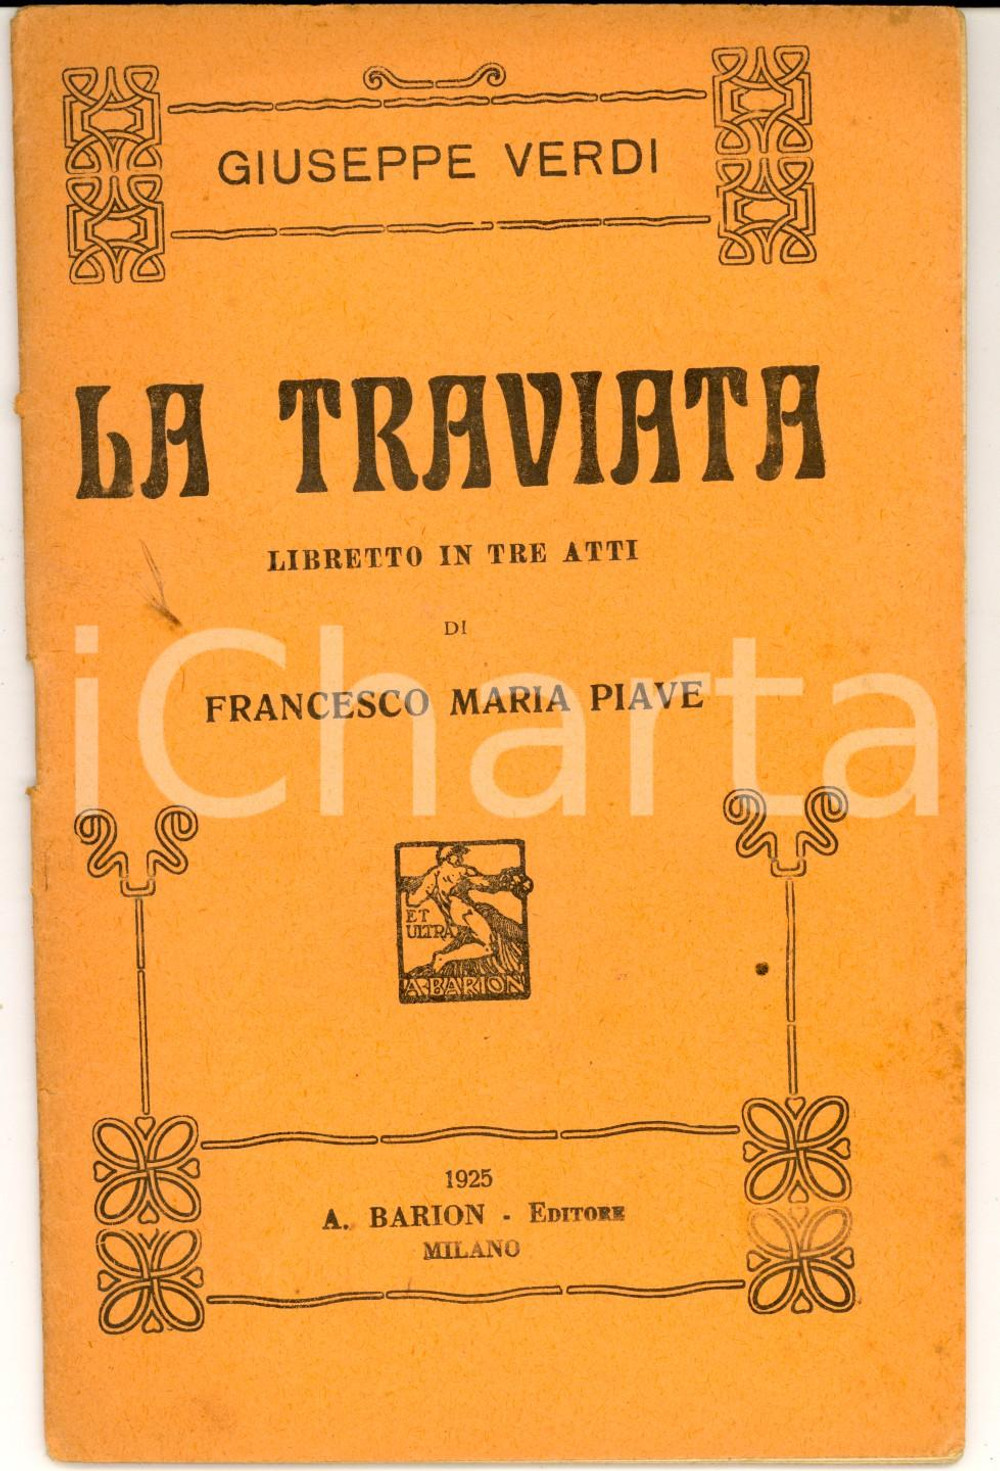 GIUSEPPE VERDI
LA TRAVIATA
LIBRETTO IN TRE ATTI
DI
FRANCESCO MARIA PIAVE
iCharta
ET
ULTRA
A·BARION
1925
A. BARION - EDITORE
MILANO